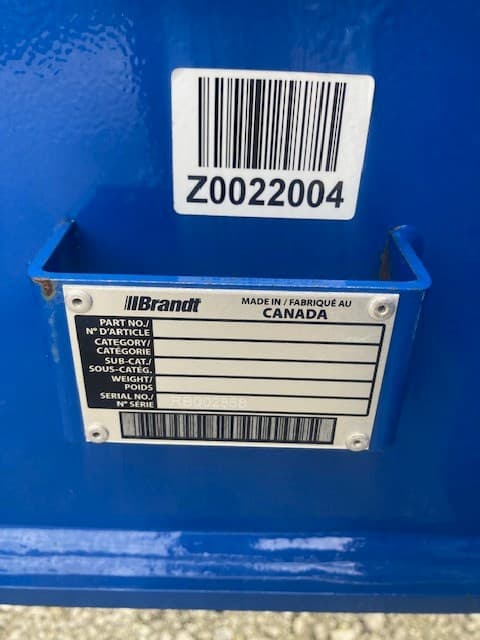 Z0022004
Brandt
MADE IN / FABRIQUÉ AU
CANADA
PART NO./
N° D'ARTICLE
CATEGORY/
CATÉGORIE
SUB-CAT./
SOUS-CATÉG.
WEIGHT/
POIDS
SERIAL NO./
N° SÉRIE